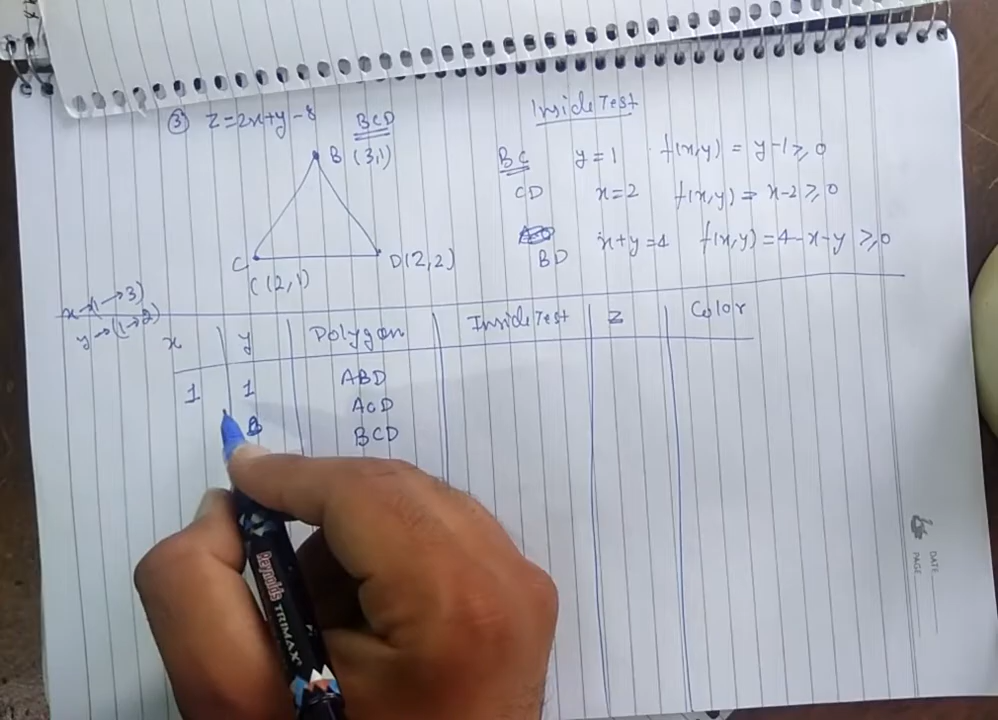 ③ Z=2x+y-8 BCD
B (3,1)
C
C (2,1)
D(2,2)
Inside Test
BC y = 1 f(x,y) = y-1⩾0
CD x=2 f(x,y) = x-2⩾0
BD x+y=4 f(x,y)=4-x-y ⩾0
x→(1→3)
y→(1→2)
x y Polygon Inside Test Z Color
1 1 ABD
ACD
BCD
Reynolds TRIMAX
DATE
PAGE